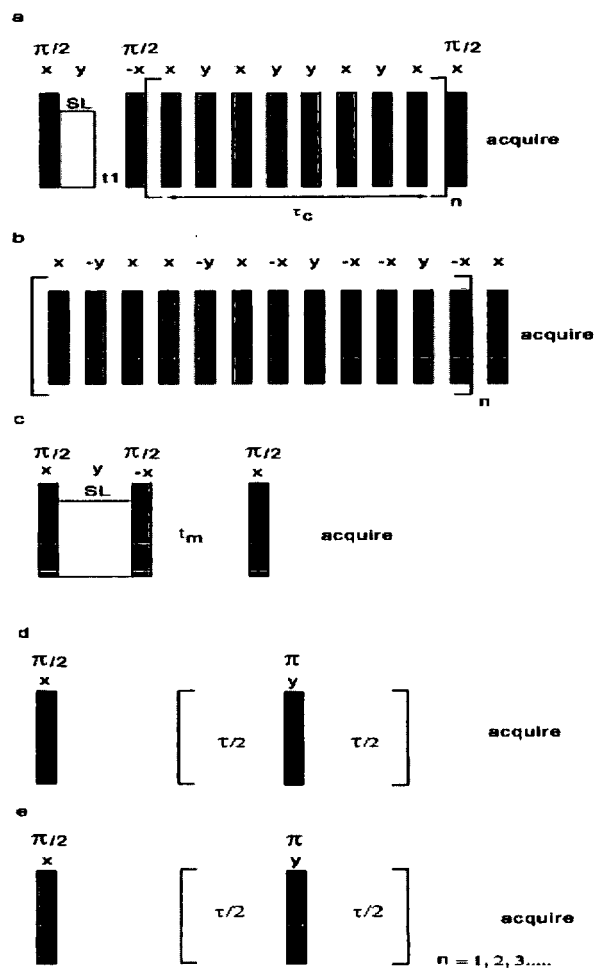 a
π/2 π/2 π/2
x y -x x y x y y x y x x
SL
acquire
t1
n
τc
b
x -y x x -y x -x y -x -x y -x x
acquire
n
c
π/2 π/2 π/2
x y -x x
SL
tm acquire
d
π/2 π
x y
τ/2 τ/2 acquire
e
π/2 π
x y
τ/2 τ/2 acquire
n = 1, 2, 3.....